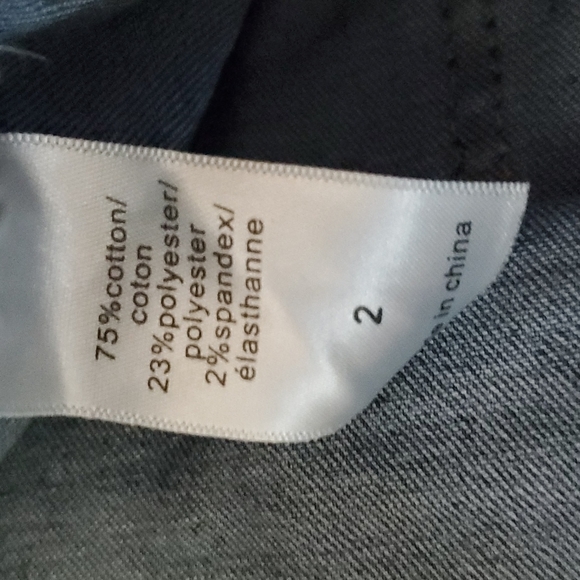 75%cotton/
coton
23%polyester/
polyester
2%spandex/
élasthanne
2
in china